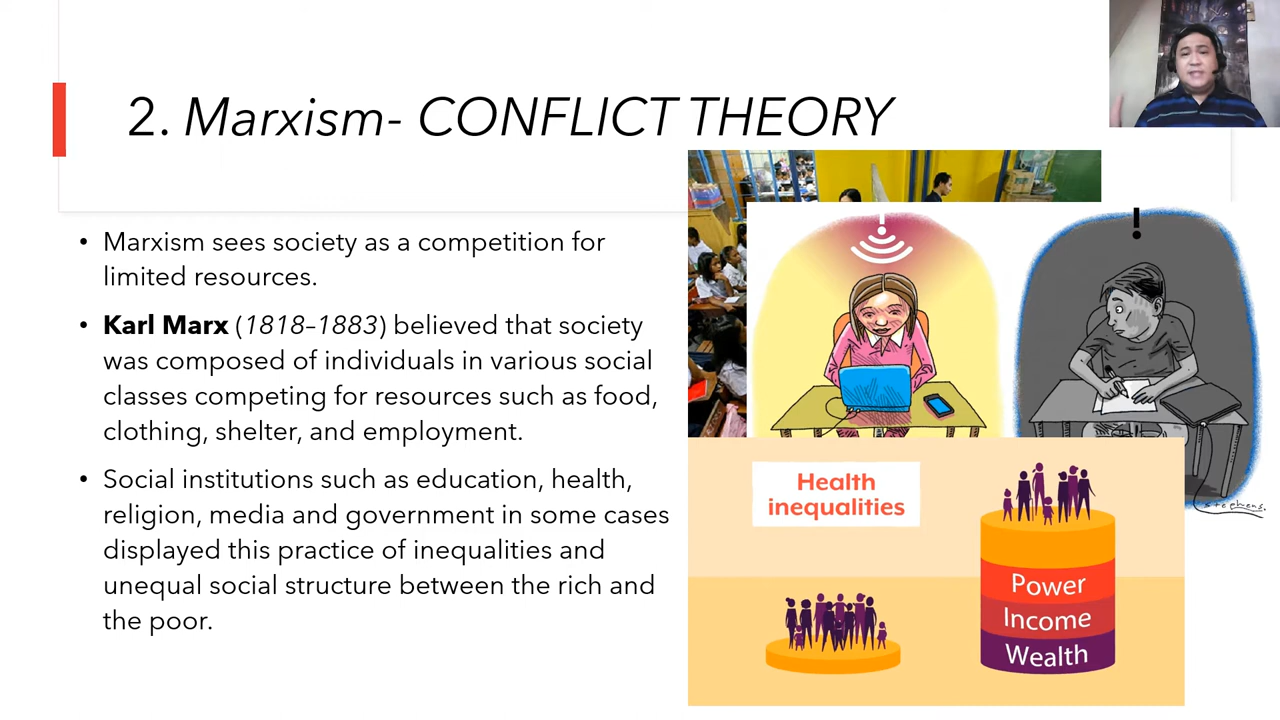 2. Marxism- CONFLICT THEORY
• Marxism sees society as a competition for
limited resources.
• Karl Marx (1818–1883) believed that society
was composed of individuals in various social
classes competing for resources such as food,
clothing, shelter, and employment.
• Social institutions such as education, health,
religion, media and government in some cases
displayed this practice of inequalities and
unequal social structure between the rich and
the poor.
!
stephens.
Health
inequalities
Power
Income
Wealth